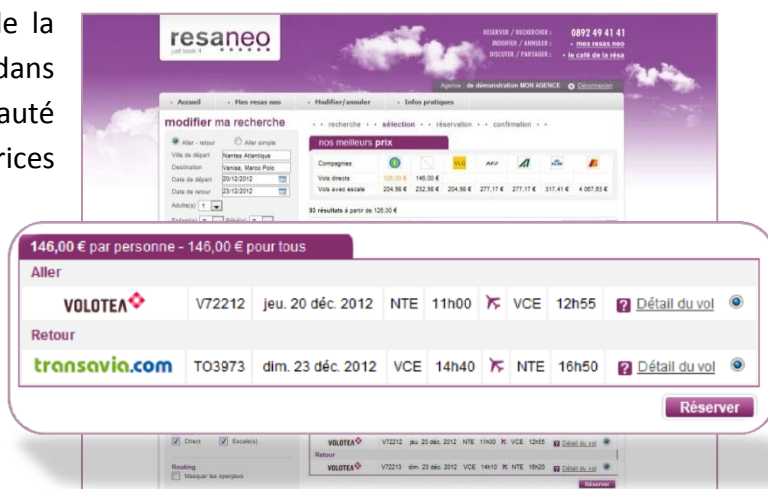 le la
dans
auté
rices
resaneo
just book it
RESERVER / RECHERCHER : 0892 49 41 41
MODIFIER / ANNULER : • mes resas neo
DISCUTER / PARTAGER : • le café de la résa
Agence : de démonstration MON AGENCE Déconnexion
• Accueil • Mes resas neo • Modifier/annuler • Infos pratiques
modifier ma recherche
• • recherche • • sélection • • réservation • • confirmation • •
Aller - retour Aller simple
nos meilleurs prix
Ville de départ Nantes Atlantique
Compagnies VLG
Destination Venise, Marco Polo
Date de départ 20/12/2012
Vols directs 126,00 € 146,00 €
Date de retour 23/12/2012
Vols avec escale 204,98 € 232,98 € 204,98 € 277,17 € 277,17 € 317,41 €
Adulte(s) 1
93 résultats à partir de 126,00 €
146,00 € par personne - 146,00 € pour tous
Aller
VOLOTEA V72212 jeu. 20 déc. 2012 NTE 11h00 VCE 12h55 ? Détail du vol
Retour
transavia.com TO3973 dim. 23 déc. 2012 VCE 14h40 NTE 16h50 ? Détail du vol
Réserver
Direct Escale(s)
VOLOTEA V72212 jeu. 20 déc. 2012 NTE 11h00 VCE 12h55 ? Détail du vol
Retour
Routing
VOLOTEA V72213 dim. 23 déc. 2012 VCE 14h10 NTE 16h20 ? Détail du vol
Masquer les openjaws
Réserver